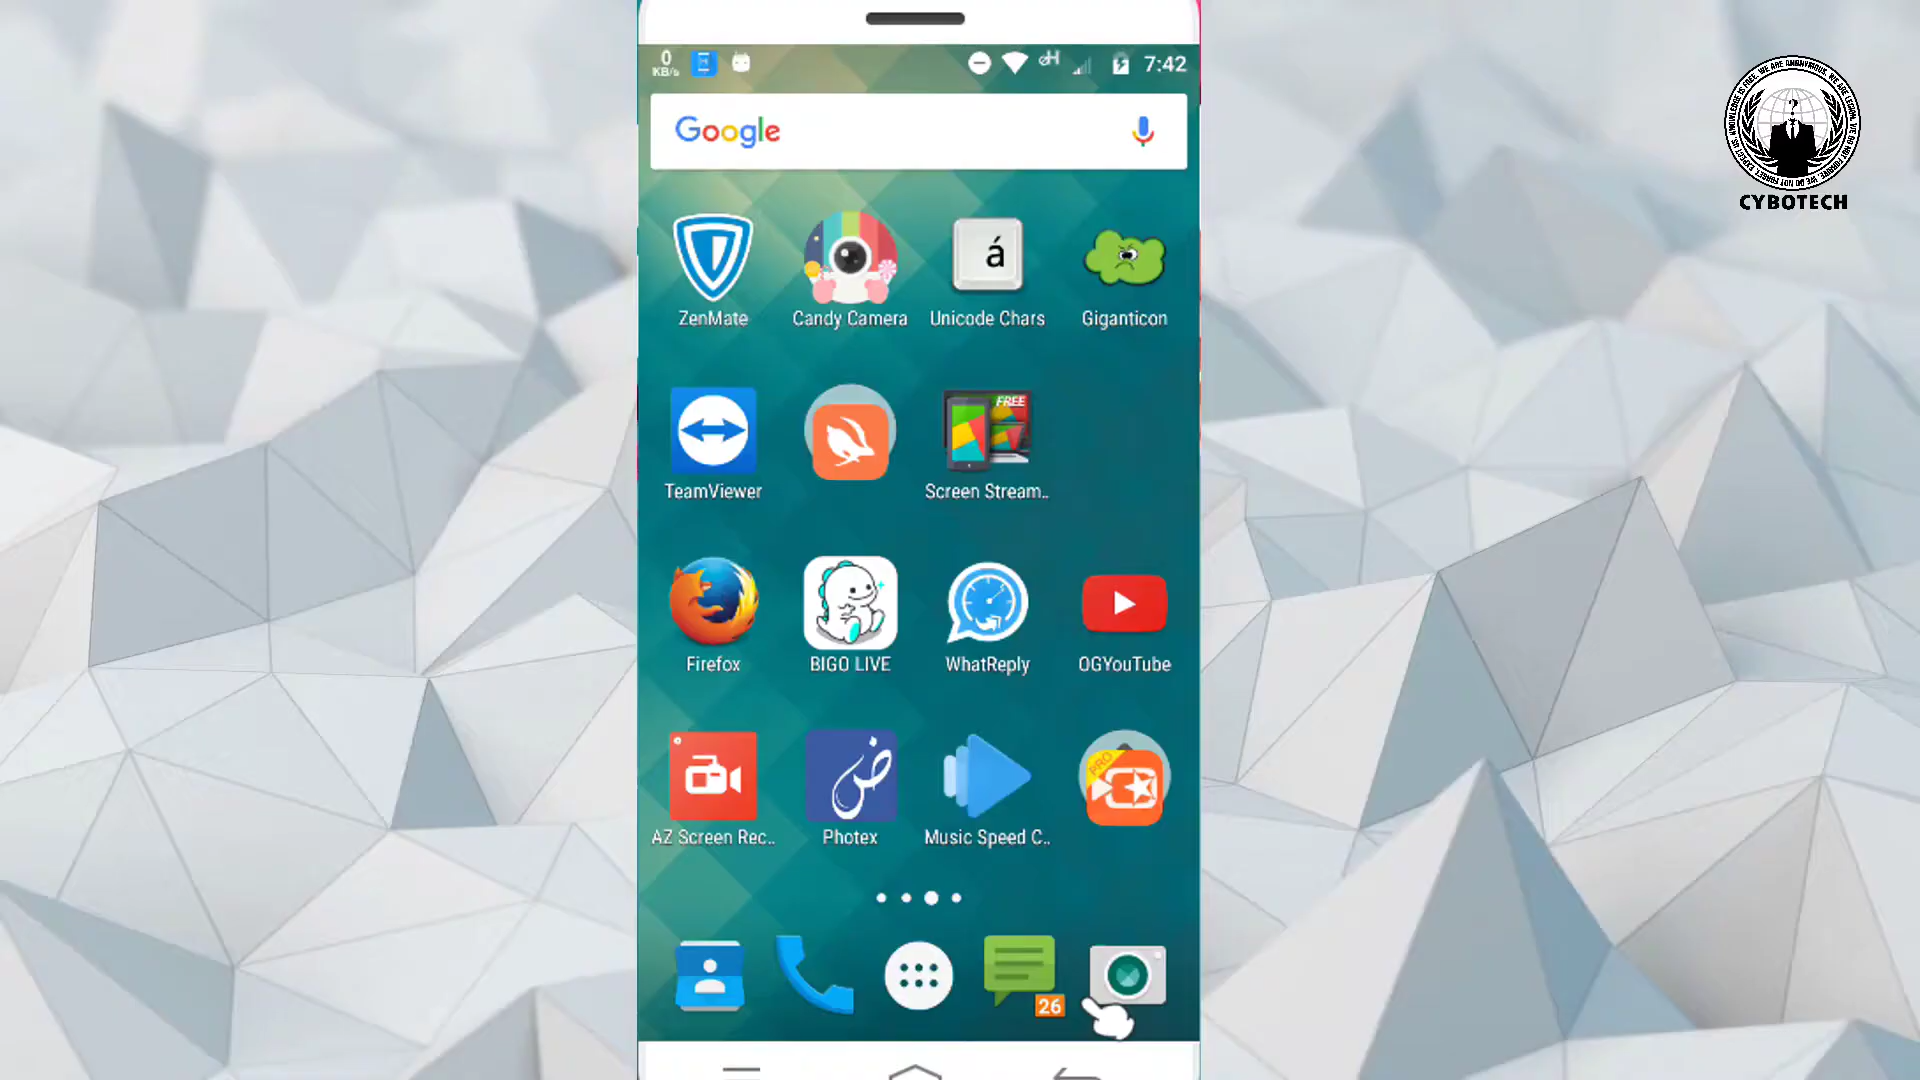 0
KB/s
7:42
Google
ZenMate
Candy Camera
á
Unicode Chars
Giganticon
TeamViewer
FREE
Screen Stream..
Firefox
BIGO LIVE
WhatReply
OGYouTube
AZ Screen Rec..
ض
Photex
Music Speed C..
PRO
26
?
CYBOTECH